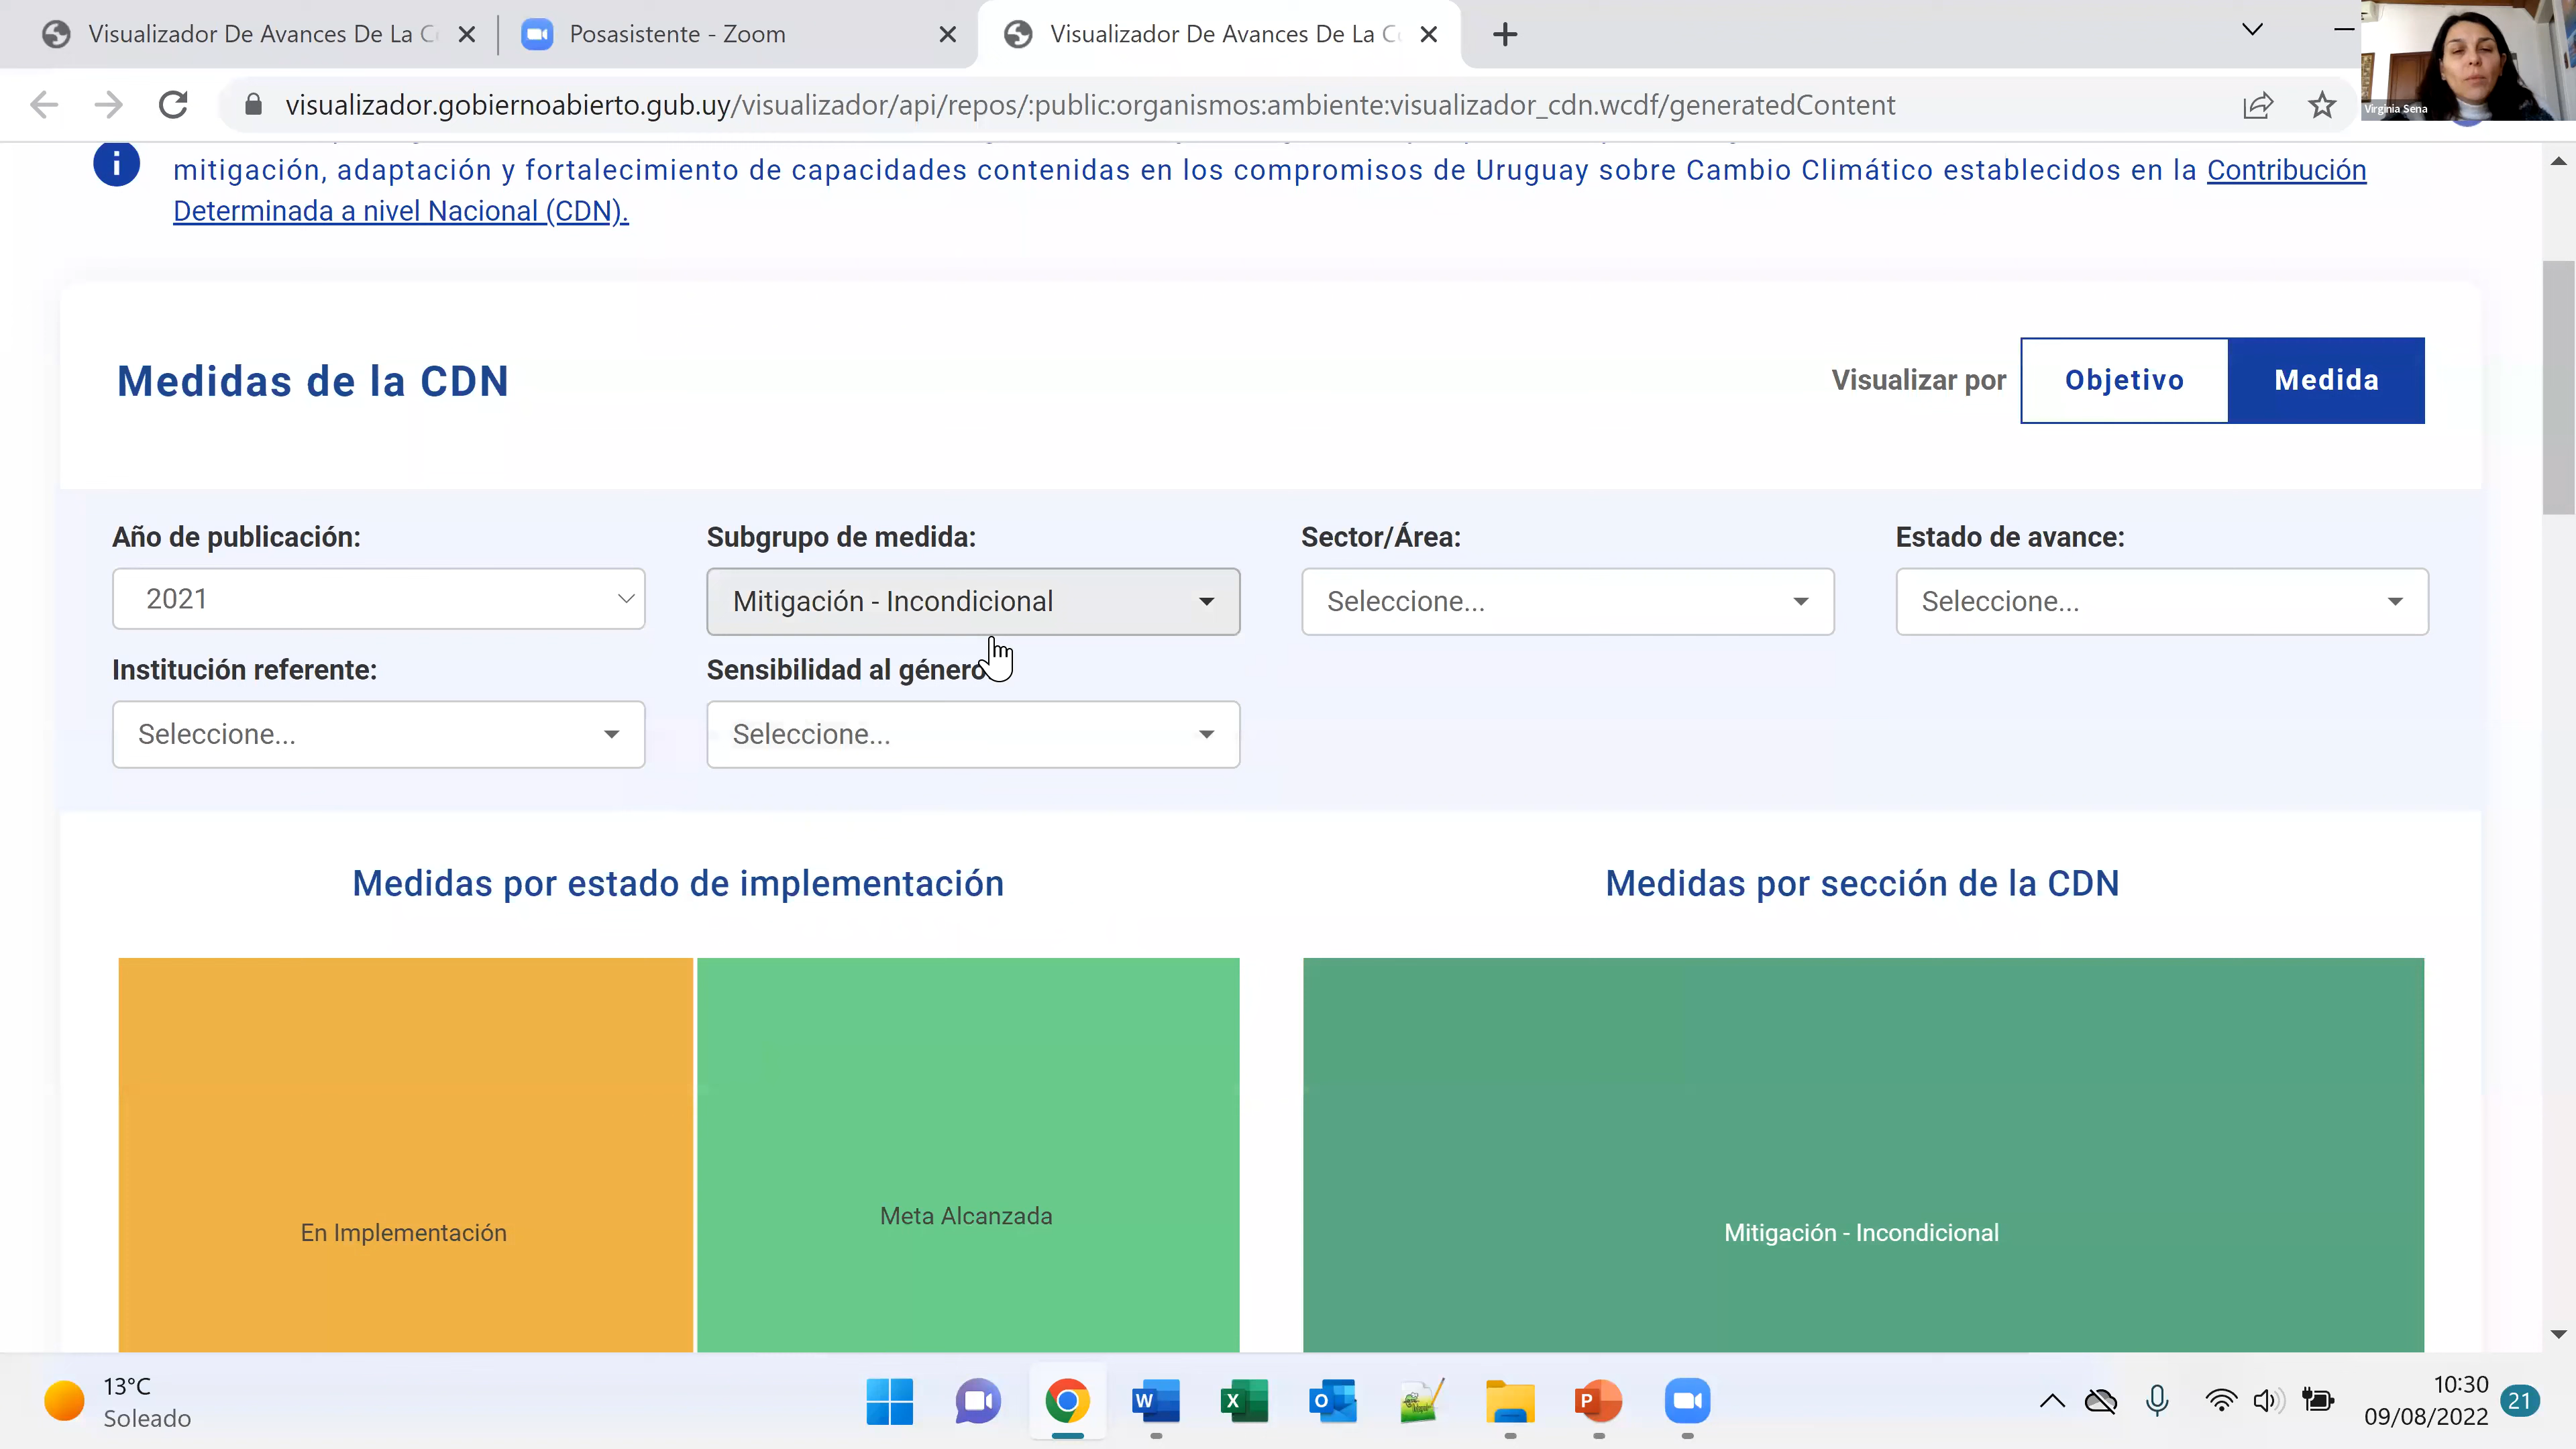 Visualizador De Avances De La C
Posasistente - Zoom
Visualizador De Avances De La C
Virginia Sena
visualizador.gobiernoabierto.gub.uy/visualizador/api/repos/:public:organismos:ambiente:visualizador_cdn.wcdf/generatedContent
mitigación, adaptación y fortalecimiento de capacidades contenidas en los compromisos de Uruguay sobre Cambio Climático establecidos en la Contribución
Determinada a nivel Nacional (CDN).
Medidas de la CDN
Visualizar por
Objetivo
Medida
Año de publicación:
Subgrupo de medida:
Sector/Área:
Estado de avance:
2021
Mitigación - Incondicional
Seleccione...
Seleccione...
Institución referente:
Sensibilidad al género
Seleccione...
Seleccione...
Medidas por estado de implementación
Medidas por sección de la CDN
En Implementación
Meta Alcanzada
Mitigación - Incondicional
13°C
Soleado
10:30
09/08/2022
21